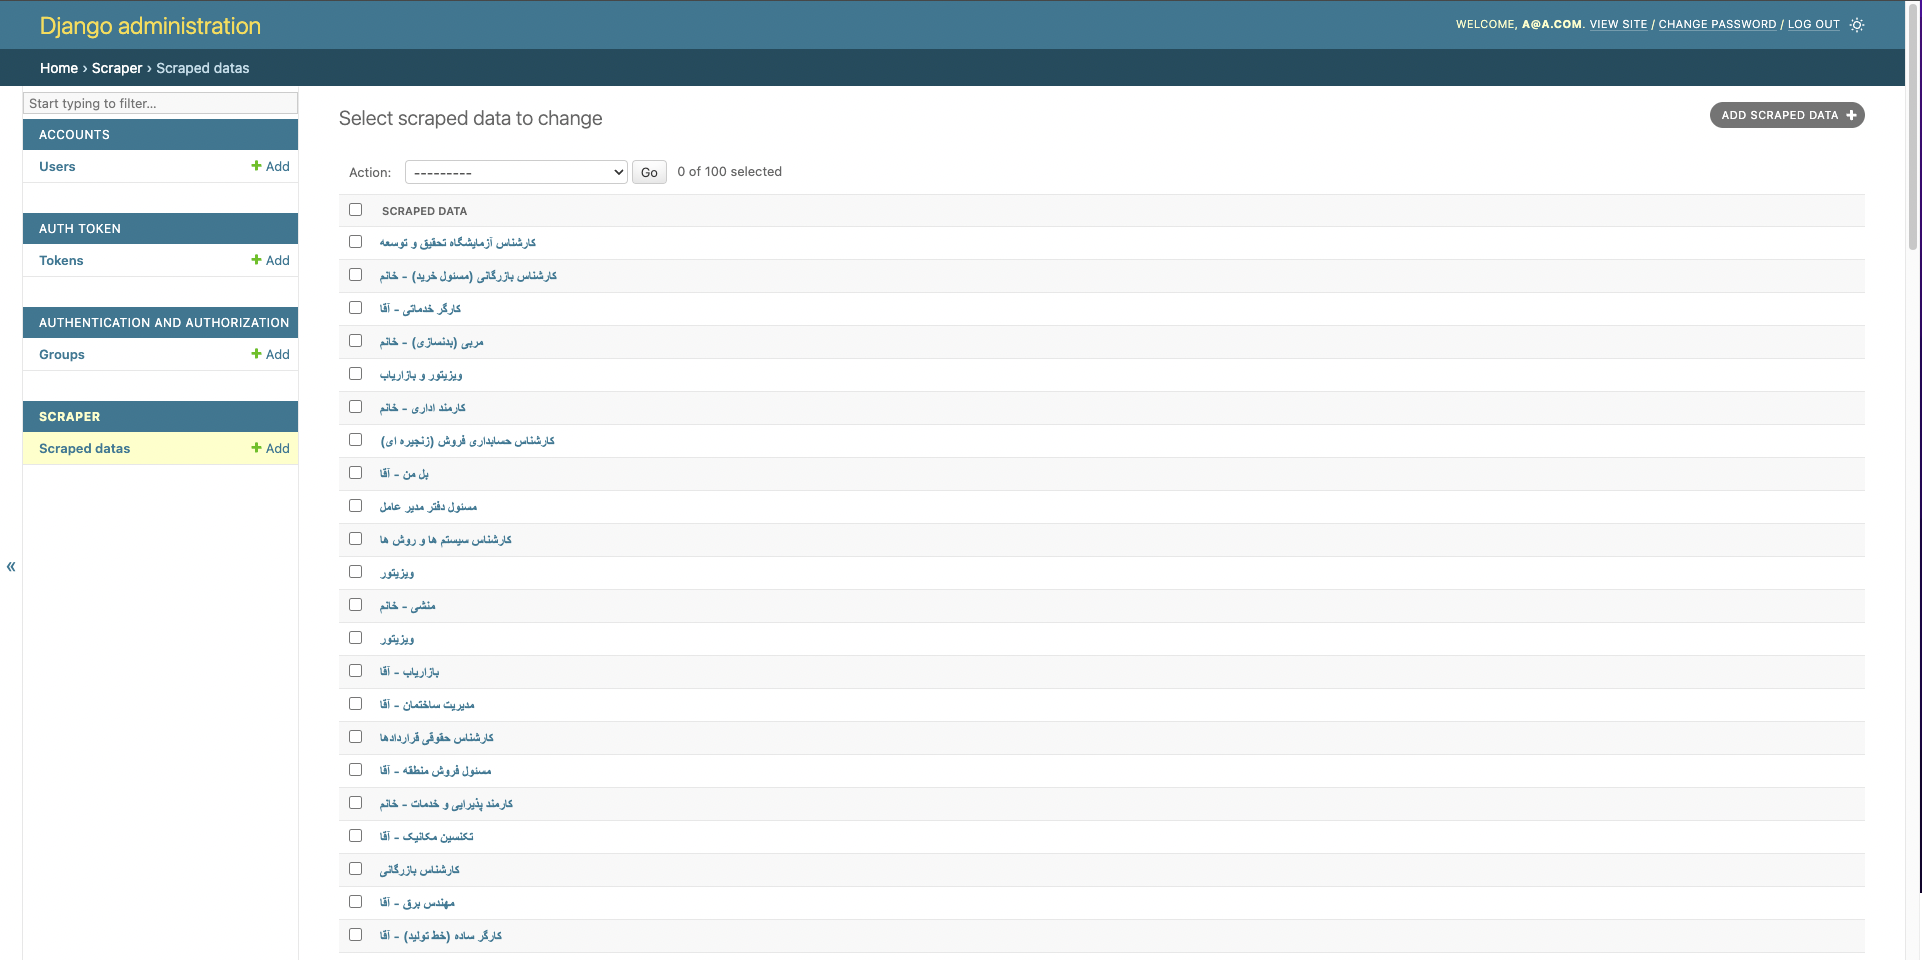 Django administration
WELCOME, A@A.COM. VIEW SITE / CHANGE PASSWORD / LOG OUT
Home › Scraper › Scraped datas
Start typing to filter...
ACCOUNTS
Users
Add
AUTH TOKEN
Tokens
Add
AUTHENTICATION AND AUTHORIZATION
Groups
Add
SCRAPER
Scraped datas
Add
«
Select scraped data to change
ADD SCRAPED DATA
Action:
---------
Go
0 of 100 selected
SCRAPED DATA
کارشناس آزمایشگاه تحقیق و توسعه
کارشناس بازرگانی (مسئول خرید) - خانم
کارگر خدماتی - آقا
مربی (بدنسازی) - خانم
ویزیتور و بازاریاب
کارمند اداری - خانم
کارشناس حسابداری فروش (زنجیره ای)
بل من - آقا
مسئول دفتر مدیر عامل
کارشناس سیستم ها و روش ها
ویزیتور
منشی - خانم
ویزیتور
بازاریاب - آقا
مدیریت ساختمان - آقا
کارشناس حقوقی قراردادها
مسئول فروش منطقه - آقا
کارمند پذیرایی و خدمات - خانم
تکنسین مکانیک - آقا
کارشناس بازرگانی
مهندس برق - آقا
کارگر ساده (خط تولید) - آقا